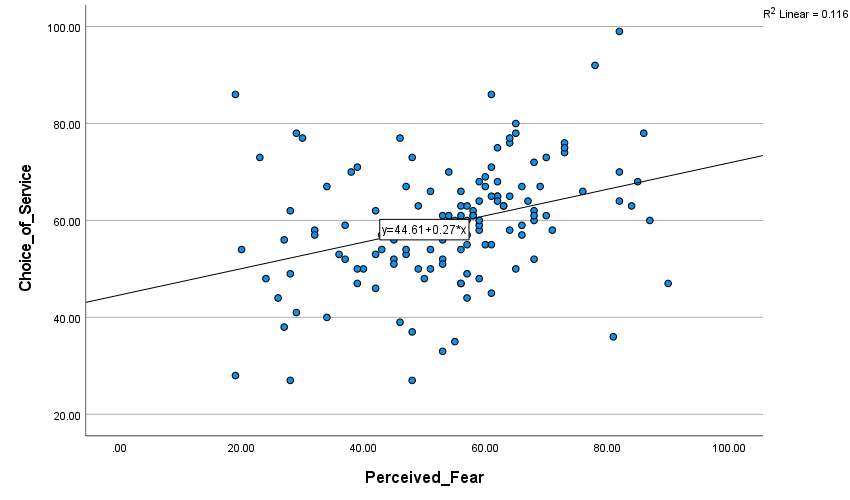 R2 Linear = 0.116
100.00
80.00
60.00
40.00
20.00
Choice_of_Service
y=44.61+0.27*x
.00
20.00
40.00
60.00
80.00
100.00
Perceived_Fear